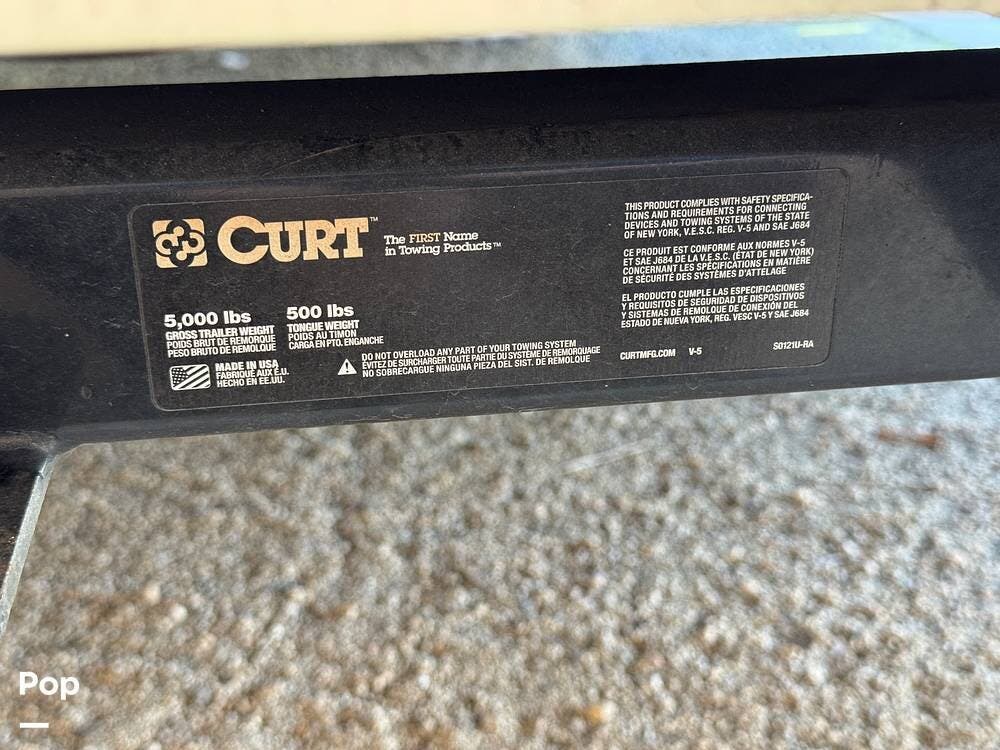 CURT™
The FIRST Name
in Towing Products™
5,000 lbs
GROSS TRAILER WEIGHT
POIDS BRUT DE REMORQUE
PESO BRUTO DE REMOLQUE
500 lbs
TONGUE WEIGHT
POIDS AU TIMON
CARGA EN PTO. ENGANCHE
MADE IN USA
FABRIQUÉ AUX É.U.
HECHO EN EE.UU.
DO NOT OVERLOAD ANY PART OF YOUR TOWING SYSTEM
ÉVITEZ DE SURCHARGER TOUTE PARTIE DU SYSTÈME DE REMORQUAGE
NO SOBRECARGUE NINGUNA PIEZA DEL SIST. DE REMOLQUE
THIS PRODUCT COMPLIES WITH SAFETY SPECIFICA-
TIONS AND REQUIREMENTS FOR CONNECTING
DEVICES AND TOWING SYSTEMS OF THE STATE
OF NEW YORK, V.E.S.C. REG. V-5 AND SAE J684
CE PRODUIT EST CONFORME AUX NORMES V-5
ET SAE J684 DE LA V.E.S.C. (ÉTAT DE NEW YORK)
CONCERNANT LES SPÉCIFICATIONS EN MATIÈRE
DE SÉCURITÉ DES SYSTÈMES D'ATTELAGE
EL PRODUCTO CUMPLE LAS ESPECIFICACIONES
Y REQUISITOS DE SEGURIDAD DE DISPOSITIVOS
Y SISTEMAS DE REMOLQUE DE CONEXIÓN DEL
ESTADO DE NUEVA YORK, REG. VESC V-5 Y SAE J684
CURTMFG.COM V-5 S0121U-RA
Pop